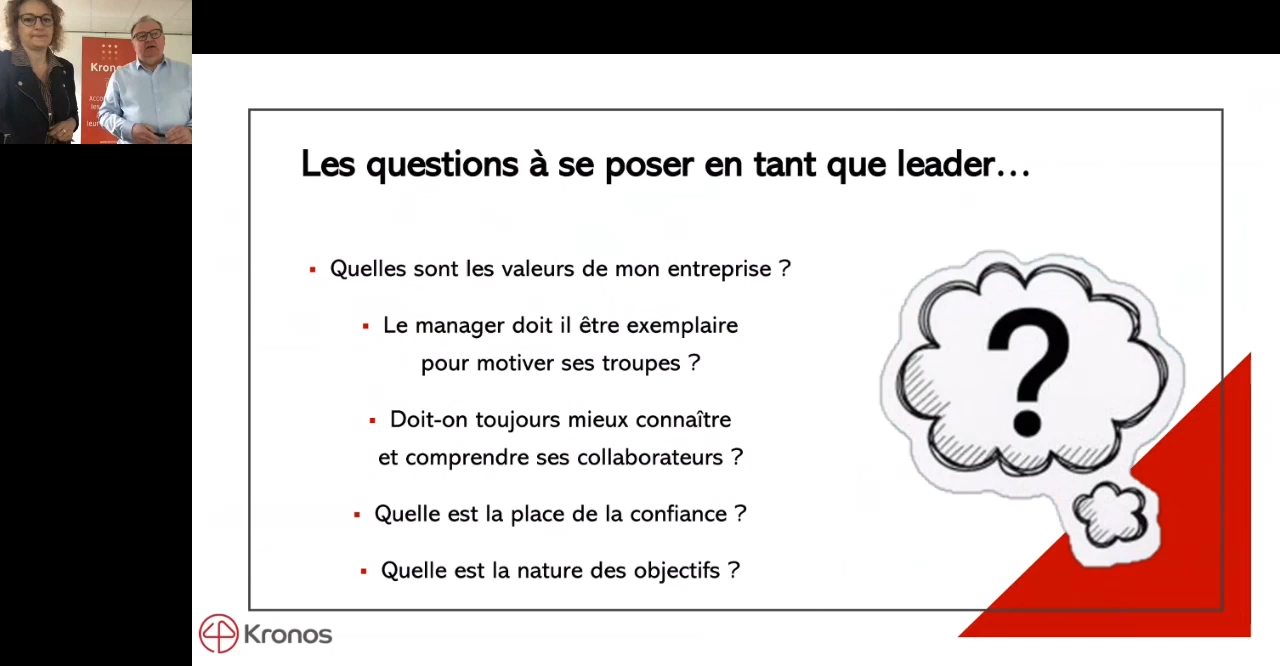 Les questions à se poser en tant que leader...
▪ Quelles sont les valeurs de mon entreprise ?
▪ Le manager doit il être exemplaire
pour motiver ses troupes ?
▪ Doit-on toujours mieux connaître
et comprendre ses collaborateurs ?
▪ Quelle est la place de la confiance ?
▪ Quelle est la nature des objectifs ?
?
Kronos